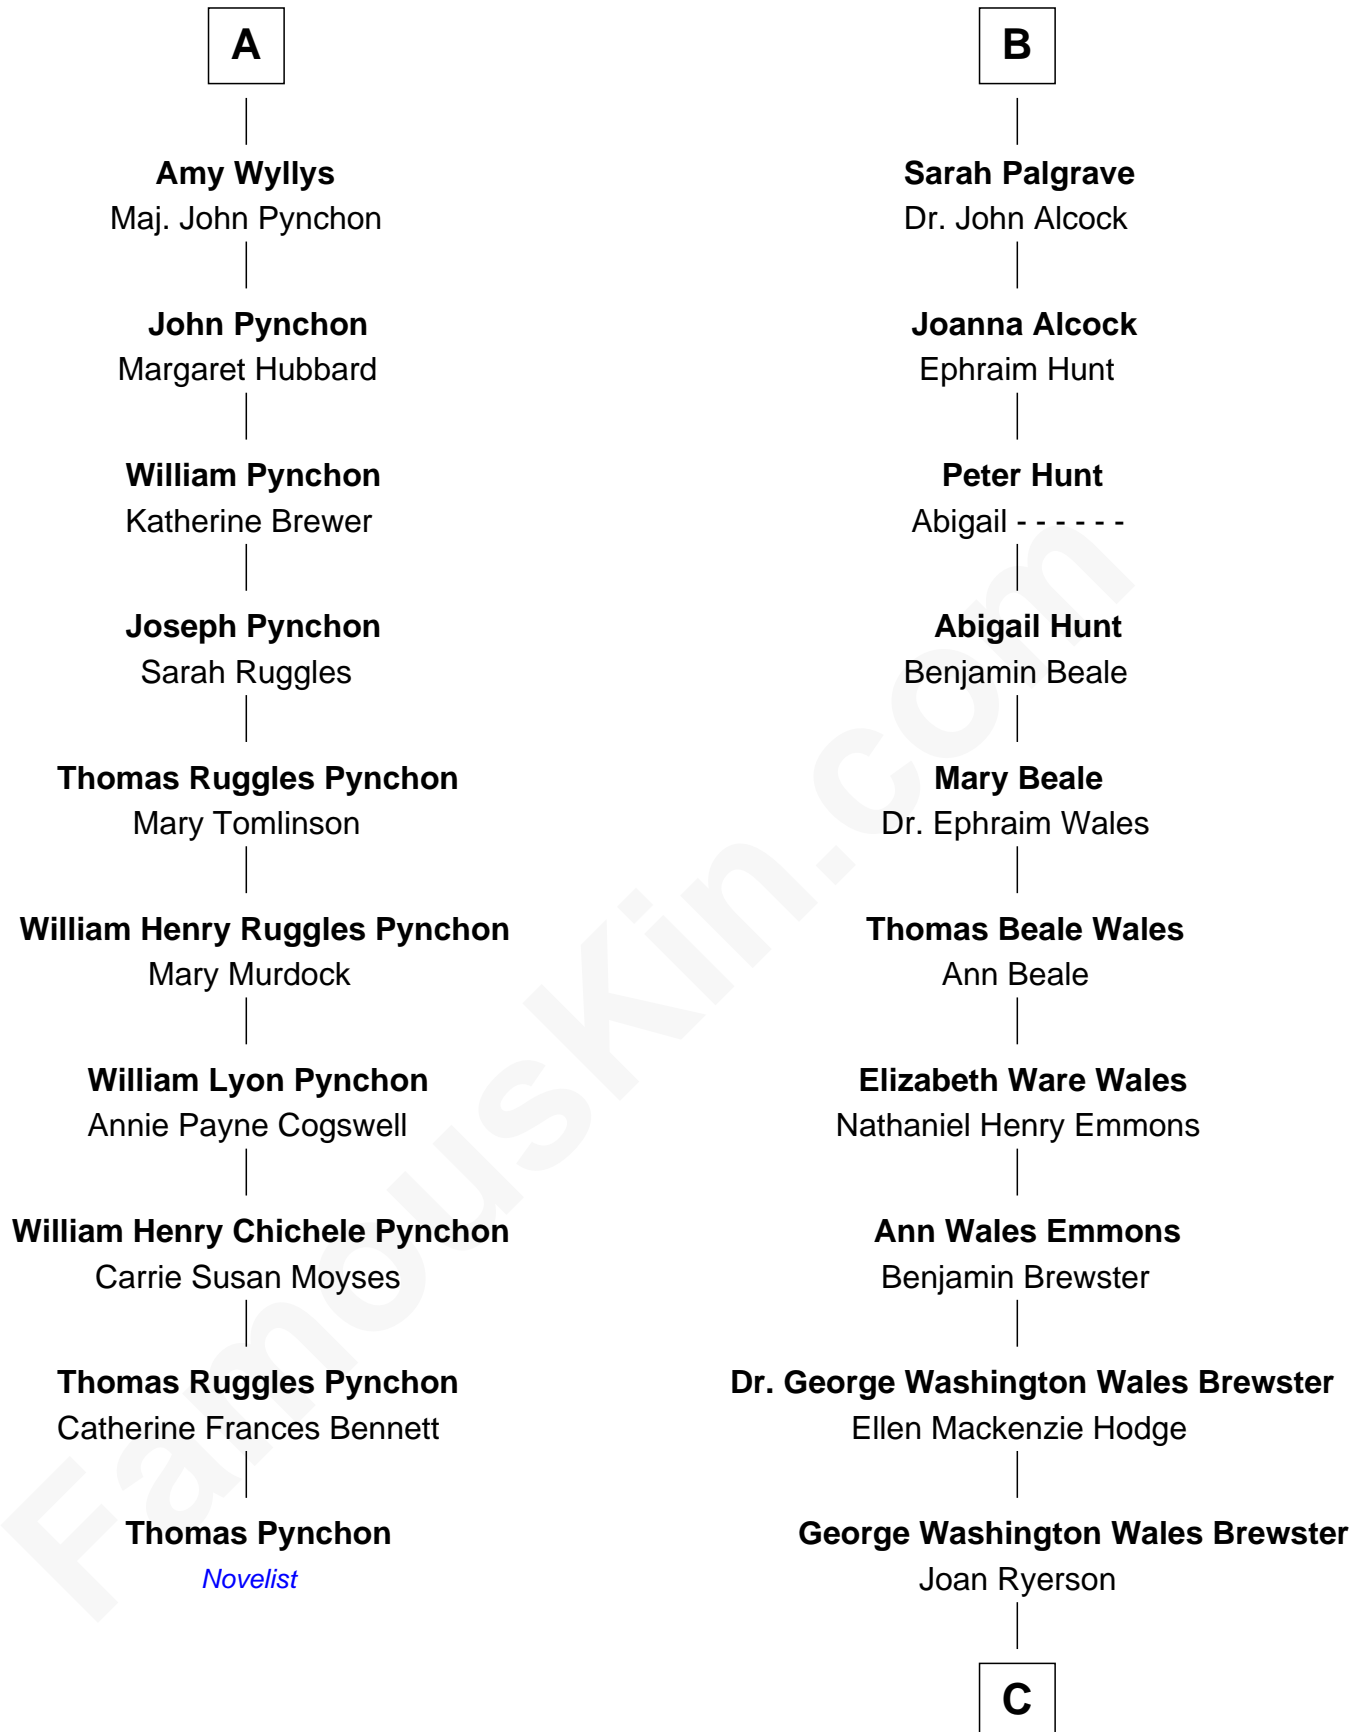 A
Amy Wyllys
Maj. John Pynchon
John Pynchon
Margaret Hubbard
William Pynchon
Katherine Brewer
Joseph Pynchon
Sarah Ruggles
Thomas Ruggles Pynchon
Mary Tomlinson
William Henry Ruggles Pynchon
Mary Murdock
William Lyon Pynchon
Annie Payne Cogswell
William Henry Chichele Pynchon
Carrie Susan Moyses
Thomas Ruggles Pynchon
Catherine Frances Bennett
Thomas Pynchon
Novelist
B
Sarah Palgrave
Dr. John Alcock
Joanna Alcock
Ephraim Hunt
Peter Hunt
Abigail - - - - - -
Abigail Hunt
Benjamin Beale
Mary Beale
Dr. Ephraim Wales
Thomas Beale Wales
Ann Beale
Elizabeth Ware Wales
Nathaniel Henry Emmons
Ann Wales Emmons
Benjamin Brewster
Dr. George Washington Wales Brewster
Ellen Mackenzie Hodge
George Washington Wales Brewster
Joan Ryerson
C
FamousKin.com